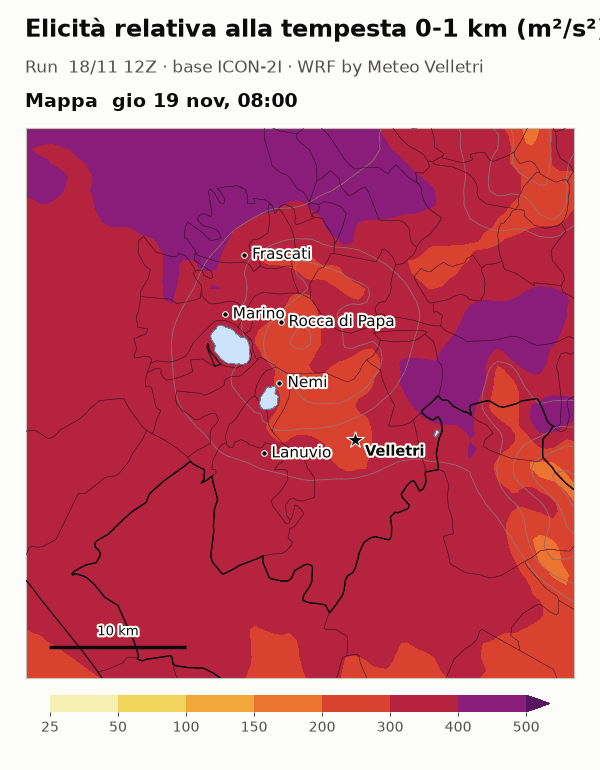 Elicità relativa alla tempesta 0-1 km (m²/s²)
Run  18/11 12Z · base ICON-2I · WRF by Meteo Velletri
Mappa  gio 19 nov, 08:00
Frascati
Marino
Rocca di Papa
Nemi
Velletri
Lanuvio
10 km
25 50 100 150 200 300 400 500